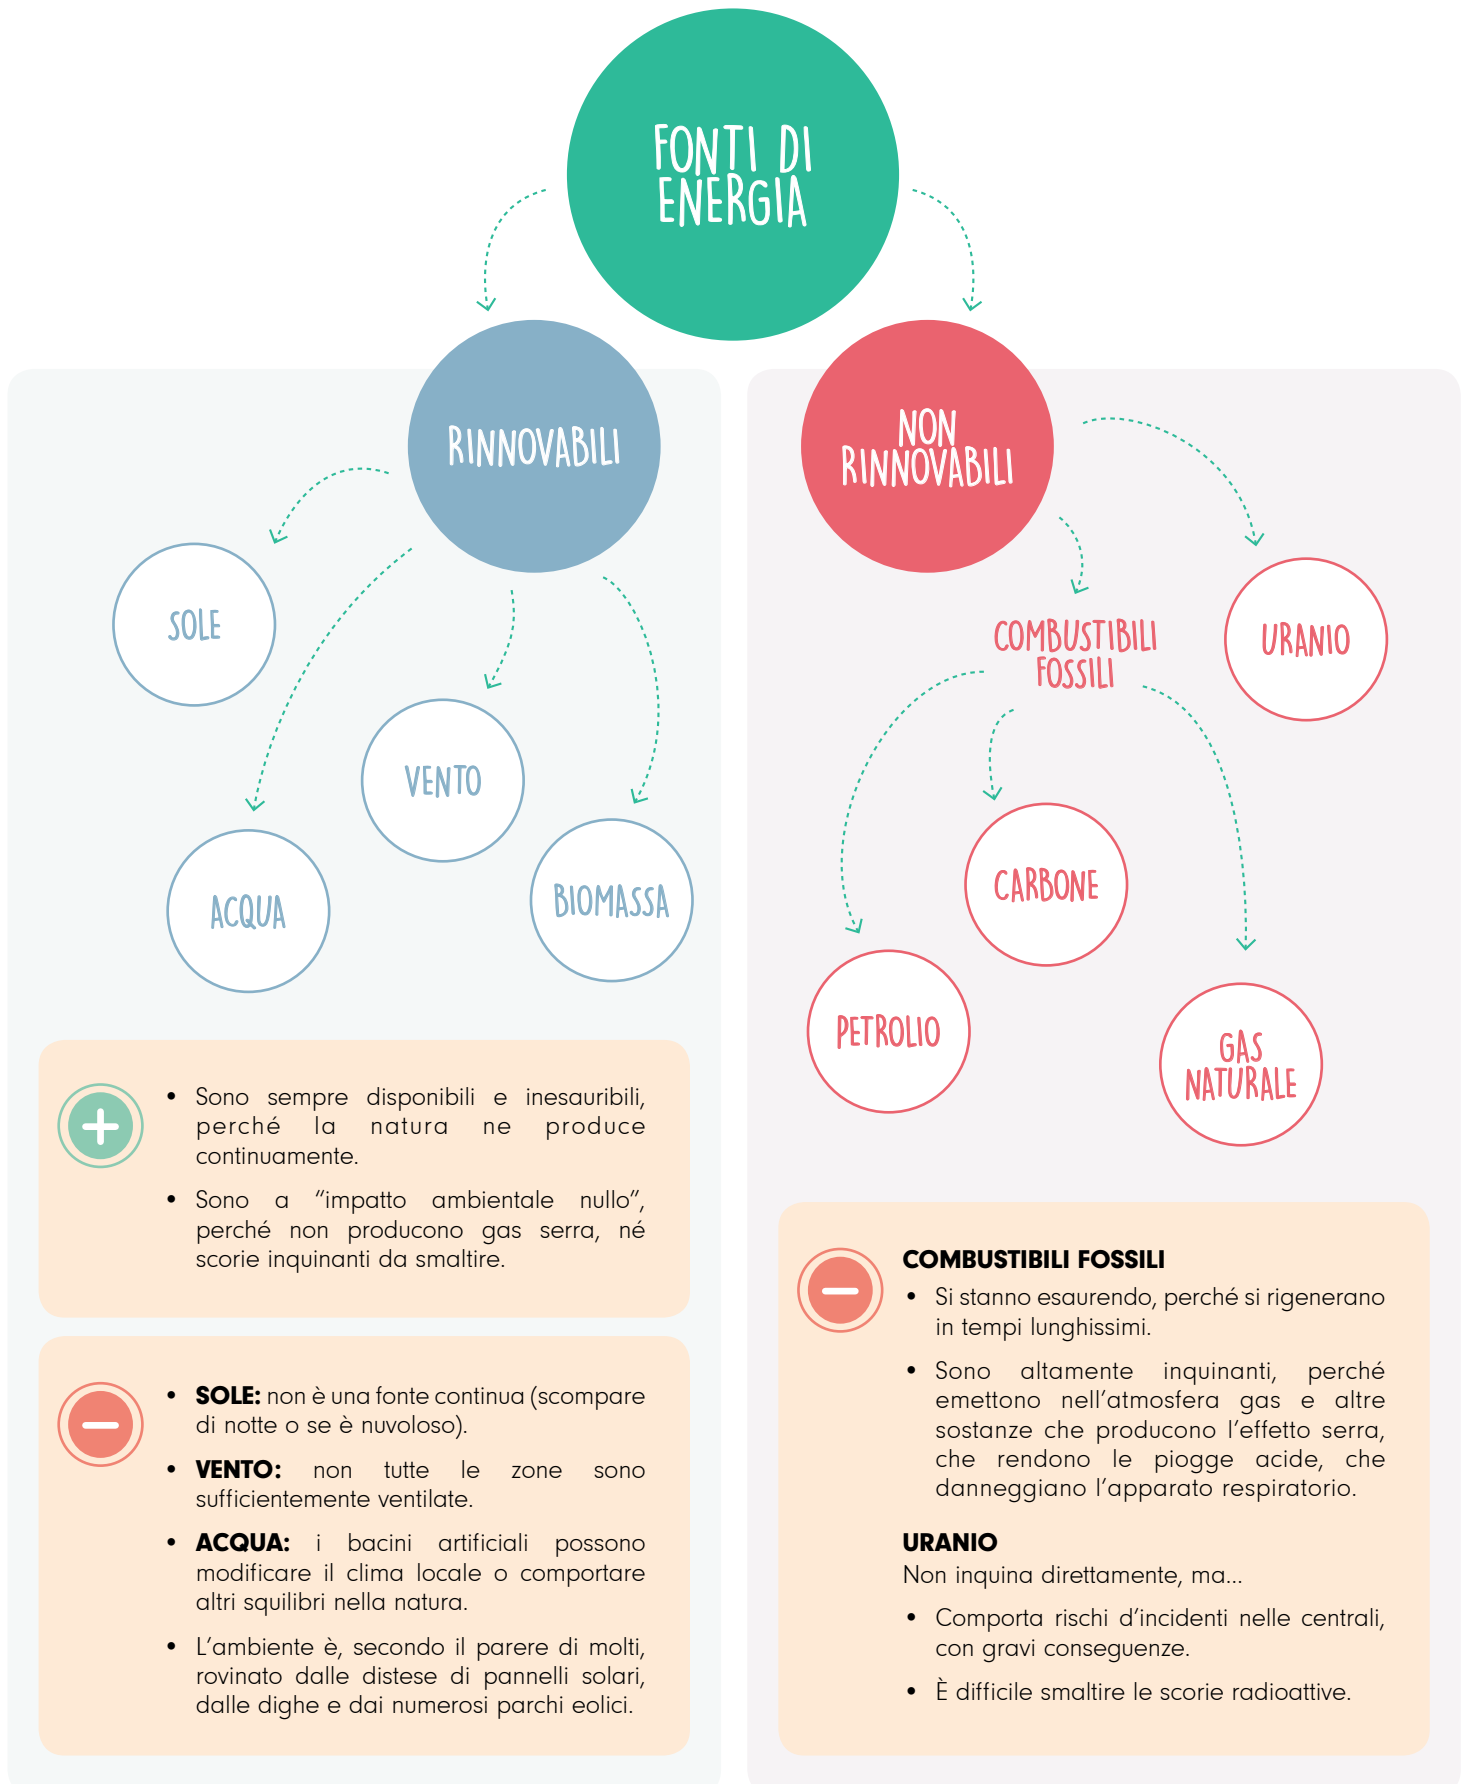 FONTI DI
ENERGIA
RINNOVABILI
SOLE
ACQUA
VENTO
BIOMASSA
• Sono sempre disponibili e inesauribili,
perché la natura ne produce
continuamente.
• Sono a “impatto ambientale nullo”,
perché non producono gas serra, né
scorie inquinanti da smaltire.
• SOLE: non è una fonte continua (scompare
di notte o se è nuvoloso).
• VENTO: non tutte le zone sono
sufficientemente ventilate.
• ACQUA: i bacini artificiali possono
modificare il clima locale o comportare
altri squilibri nella natura.
• L’ambiente è, secondo il parere di molti,
rovinato dalle distese di pannelli solari,
dalle dighe e dai numerosi parchi eolici.
NON
RINNOVABILI
COMBUSTIBILI
FOSSILI
URANIO
PETROLIO
CARBONE
GAS
NATURALE
COMBUSTIBILI FOSSILI
• Si stanno esaurendo, perché si rigenerano
in tempi lunghissimi.
• Sono altamente inquinanti, perché
emettono nell’atmosfera gas e altre
sostanze che producono l’effetto serra,
che rendono le piogge acide, che
danneggiano l’apparato respiratorio.
URANIO
Non inquina direttamente, ma...
• Comporta rischi d’incidenti nelle centrali,
con gravi conseguenze.
• È difficile smaltire le scorie radioattive.